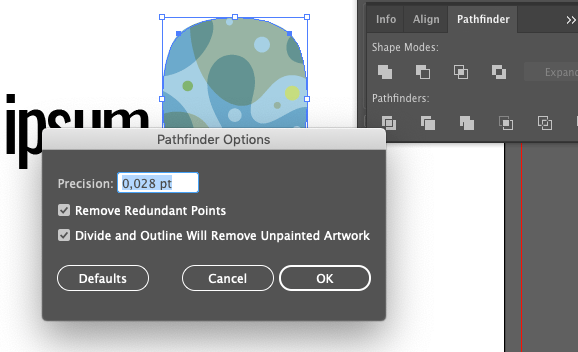 Info
Align
Pathfinder
Shape Modes:
Expand
Pathfinders:
ipsum
Pathfinder Options
Precision: 0,028 pt
Remove Redundant Points
Divide and Outline Will Remove Unpainted Artwork
Defaults
Cancel
OK